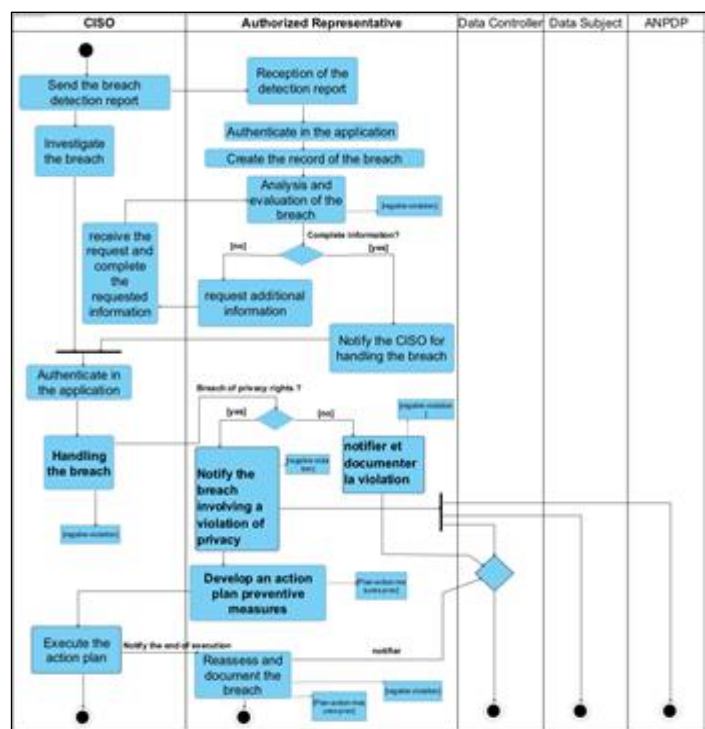 CISO
Authorized Representative
Data Controller
Data Subject
ANPDP
Send the breach
detection report
Reception of the
detection report
Investigate
the breach
Authenticate in the application
Create the record of the breach
Analysis and
evaluation of the
breach
receive the
request and
complete
the
requested
information
Complete information?
[no]
[yes]
request additional
information
Notify the CISO for
handling the breach
Authenticate in
the application
Breach of privacy rights ?
[yes]
[no]
Handling
the breach
Notify the
breach
involving a
violation of
privacy
notifier et
documenter
la violation
Develop an action
plan preventive
measures
Execute the
action plan
Notify the end of execution
notifier
Reassess and
document the
breach